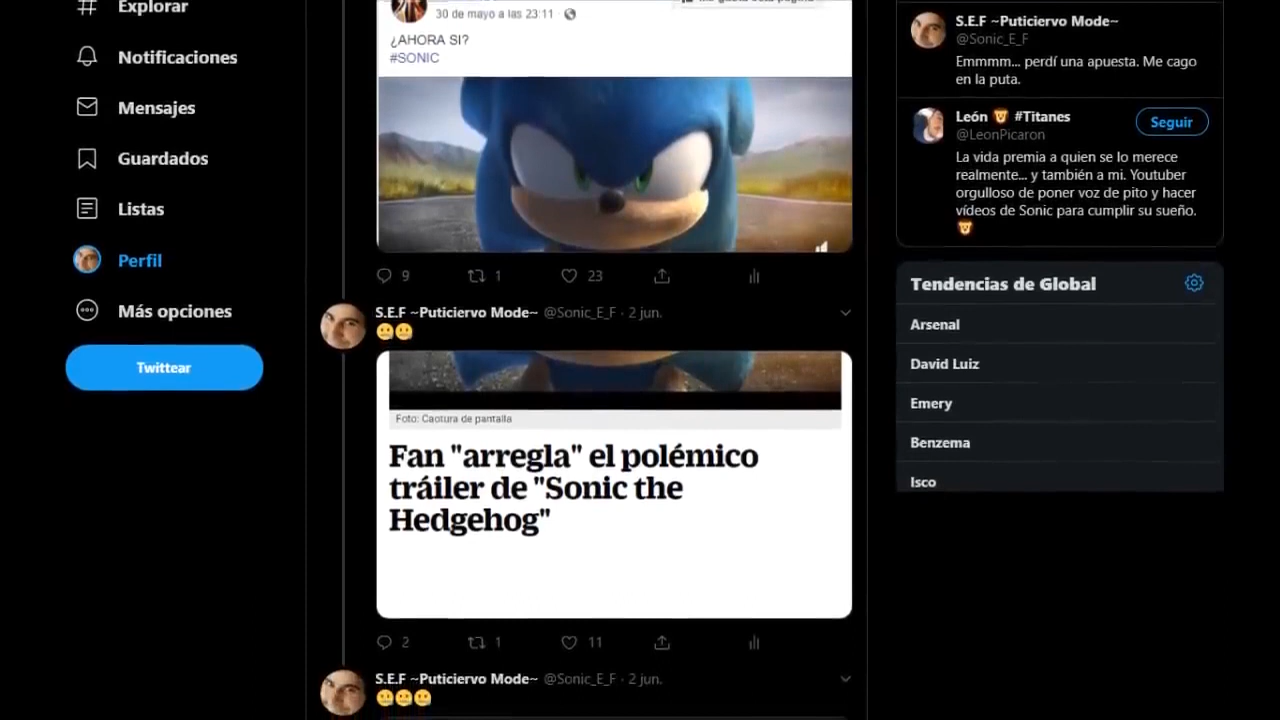 Explorar
Notificaciones
Mensajes
Guardados
Listas
Perfil
Más opciones
Twittear
30 de mayo a las 23:11 ·
¿AHORA SI?
#SONIC
9 1 23
S.E.F ~Puticiervo Mode~ @Sonic_E_F · 2 jun.
Foto: Captura de pantalla
Fan "arregla" el polémico
tráiler de "Sonic the
Hedgehog"
2 1 11
S.E.F ~Puticiervo Mode~ @Sonic_E_F · 2 jun.
S.E.F ~Puticiervo Mode~
@Sonic_E_F
Emmmm... perdí una apuesta. Me cago
en la puta.
León 🦁 #Titanes
@LeonPicaron
Seguir
La vida premia a quien se lo merece
realmente... y también a mi. Youtuber
orgulloso de poner voz de pito y hacer
vídeos de Sonic para cumplir su sueño.
🦁
Tendencias de Global
Arsenal
David Luiz
Emery
Benzema
Isco